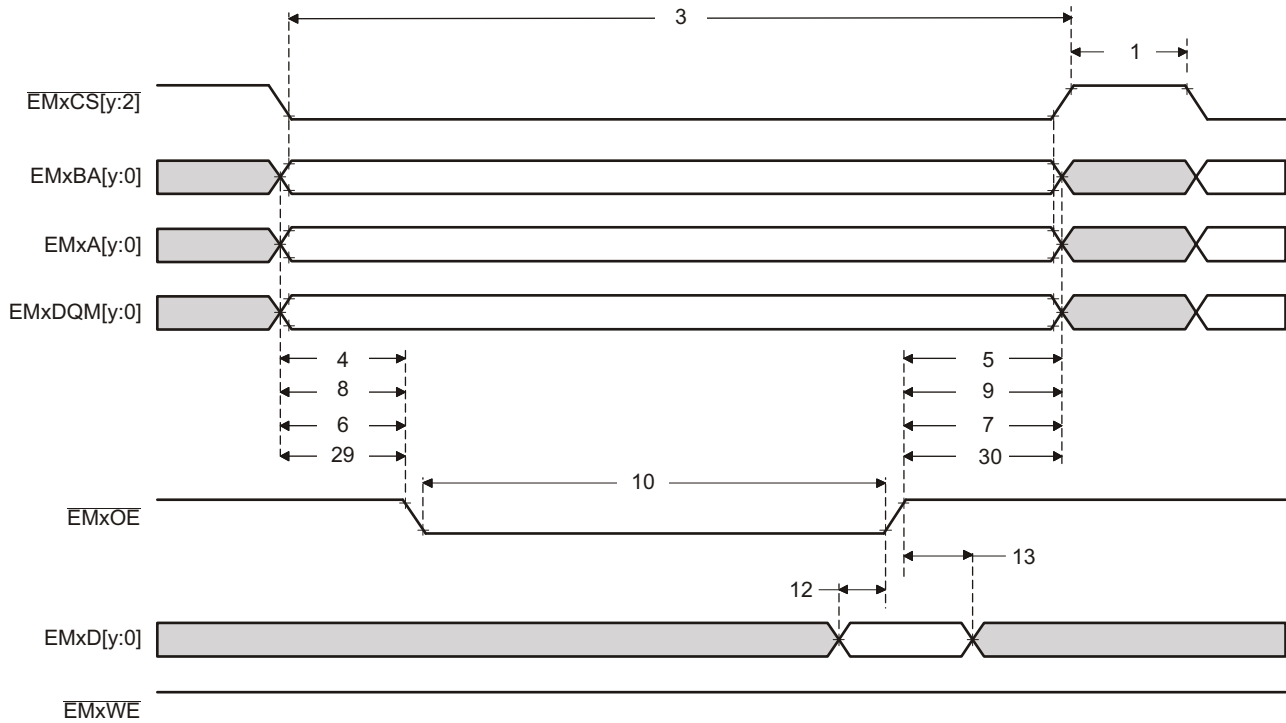 3
1
EMxCS[y:2]
EMxBA[y:0]
EMxA[y:0]
EMxDQM[y:0]
4 5
8 9
6 7
29 30
10
EMxOE
13
12
EMxD[y:0]
EMxWE